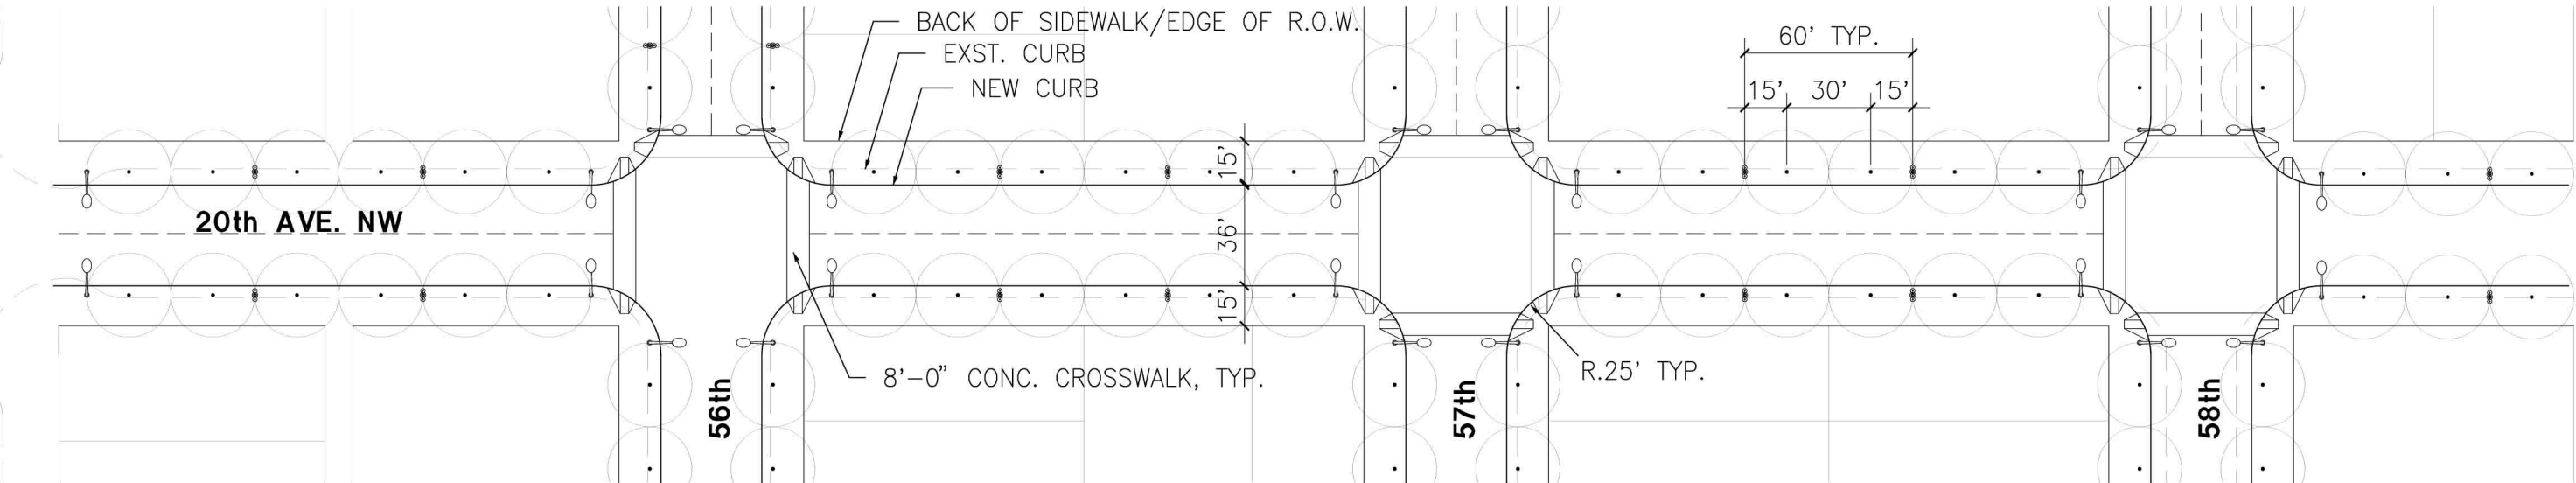 BACK OF SIDEWALK/EDGE OF R.O.W.
EXST. CURB
NEW CURB
60' TYP.
15' 30' 15'
15'
36'
15'
20th AVE. NW
8'-0" CONC. CROSSWALK, TYP.
R.25' TYP.
56th
57th
58th